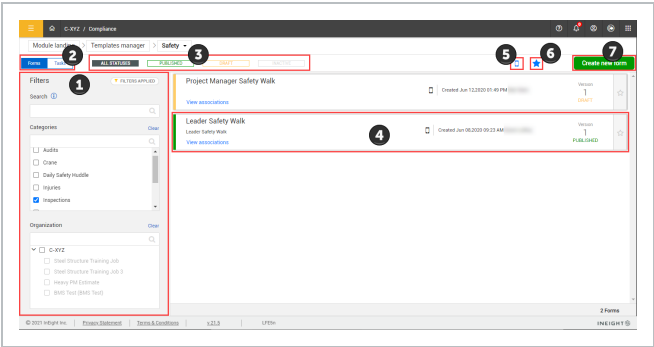 C-XYZ / Compliance
Module landing > Templates manager > Safety
Forms Tasks ALL STATUSES PUBLISHED DRAFT INACTIVE
2 3 5 6 7
Create new form
Filters FILTERS APPLIED
1
Search
Categories Clear
Audits
Crane
Daily Safety Huddle
Injuries
Inspections
Organization Clear
C-XYZ
Steel Structure Training Job
Steel Structure Training Job 3
Heavy PM Estimate
BMS Test (BMS Test)
Project Manager Safety Walk
View associations
Created Jun 12,2020 01:49 PM
Version
1
DRAFT
Leader Safety Walk
Leader Safety Walk
View associations
4
Created Jun 08,2020 09:23 AM
Version
1
PUBLISHED
2 Forms
© 2021 InEight Inc Privacy Statement Terms & Conditions v.21.5 INEIGHT